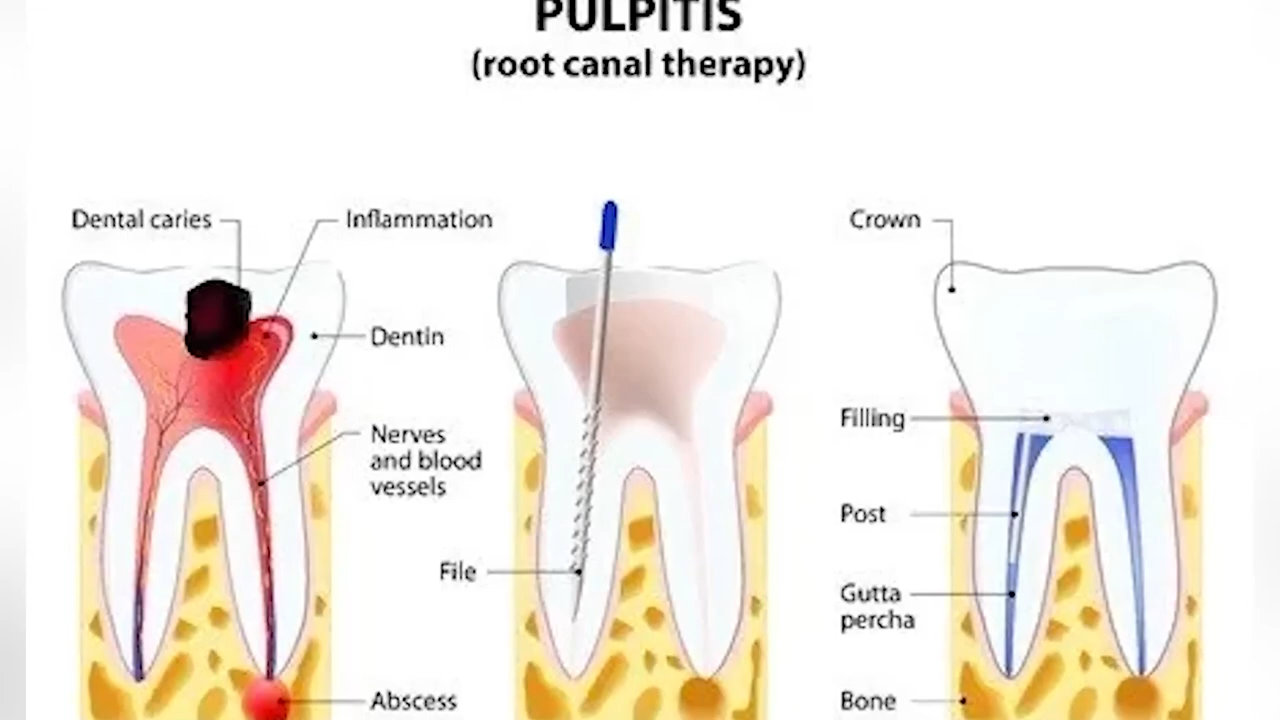 PULPITIS
(root canal therapy)
Dental caries
Inflammation
Crown
Dentin
Filling
Nerves
and blood
vessels
Post
File
Gutta
percha
Abscess
Bone